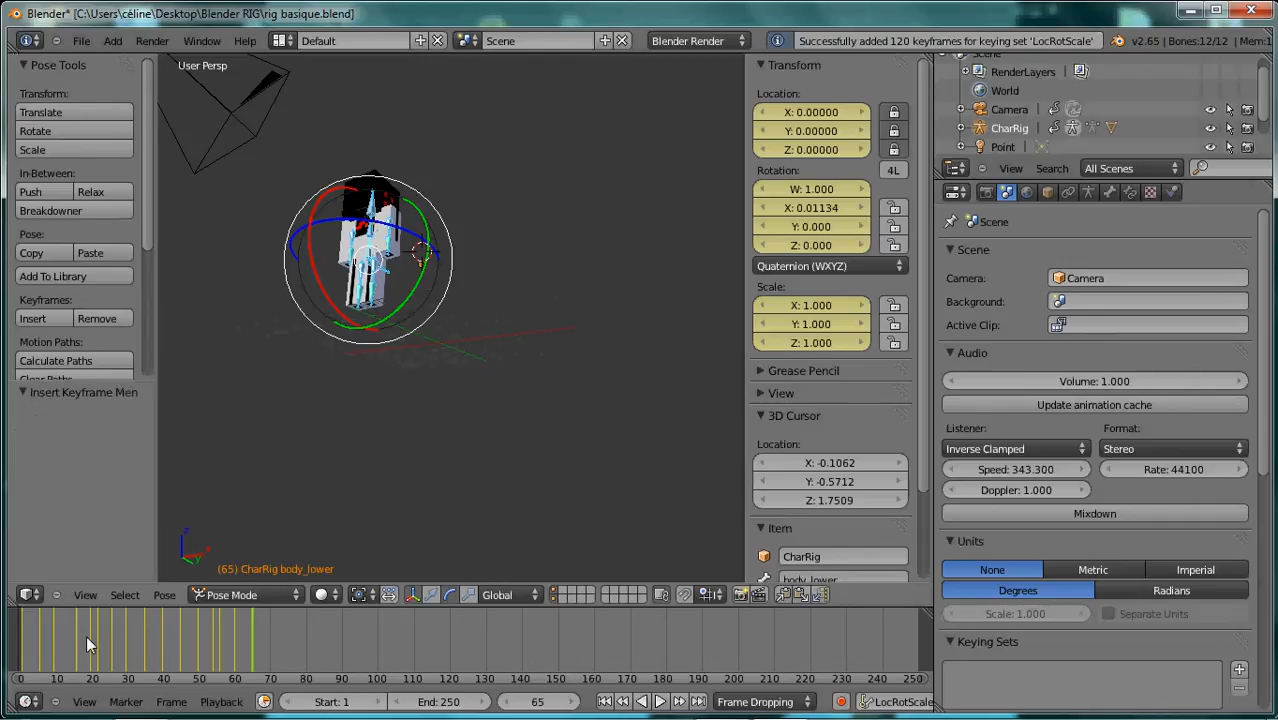 Blender* [C:\Users\céline\Desktop\Blender RIG\rig basique.blend]
File Add Render Window Help Default Scene Blender Render Successfully added 120 keyframes for keying set 'LocRotScale' v2.65 | Bones:12/12 | Mem:1
Pose Tools
Transform:
Translate
Rotate
Scale
In-Between:
Push Relax
Breakdowner
Pose:
Copy Paste
Add To Library
Keyframes:
Insert Remove
Motion Paths:
Calculate Paths
Clear Paths
Insert Keyframe Men
User Persp
(65) CharRig body_lower
Transform
Location:
X: 0.00000
Y: 0.00000
Z: 0.00000
Rotation:
4L
W: 1.000
X: 0.01134
Y: 0.000
Z: 0.000
Quaternion (WXYZ)
Scale:
X: 1.000
Y: 1.000
Z: 1.000
Grease Pencil
View
3D Cursor
Location:
X: -0.1062
Y: -0.5712
Z: 1.7509
Item
CharRig
body_lower
Scene
RenderLayers
World
Camera
CharRig
Point
View Search All Scenes
Scene
Scene
Camera: Camera
Background:
Active Clip:
Audio
Volume: 1.000
Update animation cache
Listener: Format:
Inverse Clamped Stereo
Speed: 343.300 Rate: 44100
Doppler: 1.000
Mixdown
Units
None Metric Imperial
Degrees Radians
Scale: 1.000 Separate Units
Keying Sets
View Select Pose Pose Mode Global
0 10 20 30 40 50 60 70 80 90 100 110 120 130 140 150 160 170 180 190 200 210 220 230 240 250
View Marker Frame Playback Start: 1 End: 250 65 Frame Dropping LocRotScale